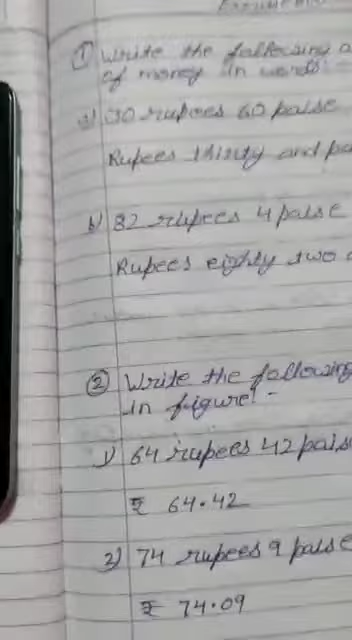 ① Write the following a
of money in words:
a) 30 rupees 60 paise
Rupees thirty and pa
b) 82 rupees 4 paise
Rupees eighty two
② Write the following
in figure! -
1) 64 rupees 42 pais
₹ 64.42
2) 74 rupees 9 paise
₹ 74.09